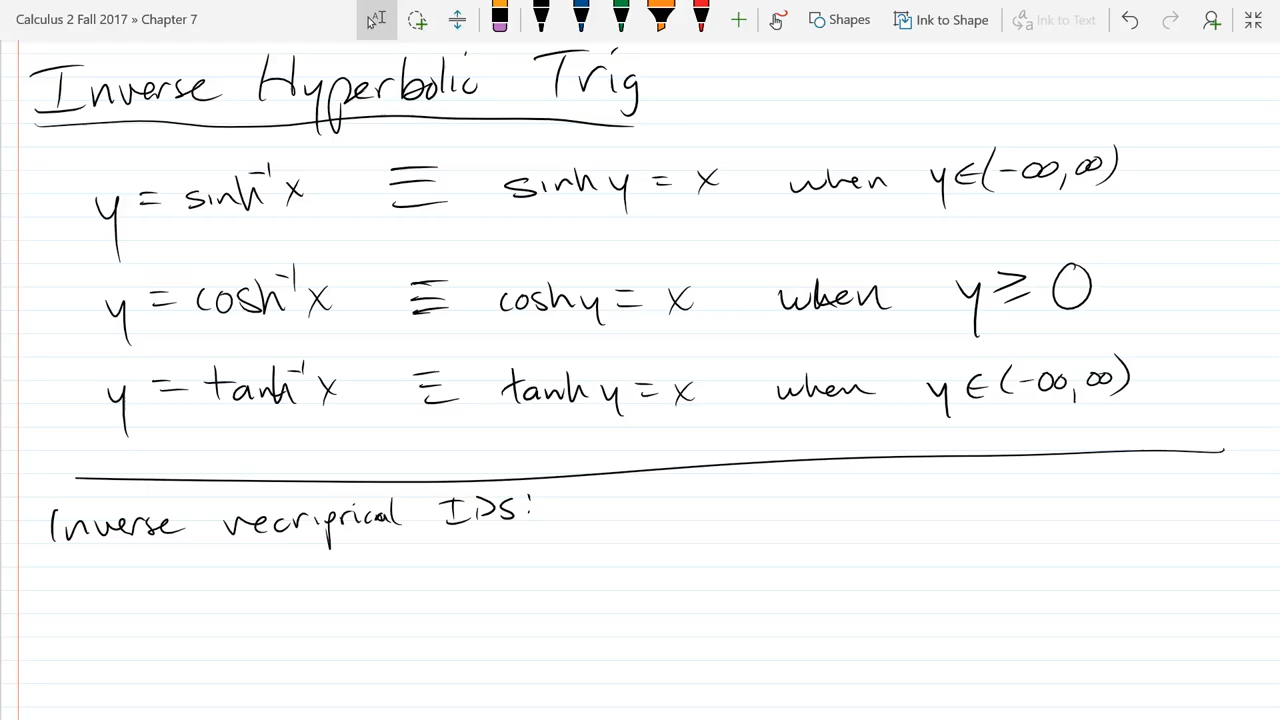 Calculus 2 Fall 2017 » Chapter 7 Shapes Ink to Shape Ink to Text
Inverse Hyperbolic Trig
y = sinh⁻¹x ≡ sinh y = x when y∈(-∞,∞)
y = cosh⁻¹x ≡ cosh y = x when y ≥ 0
y = tanh⁻¹x ≡ tanh y = x when y∈(-∞,∞)
Inverse recriprical IDS: